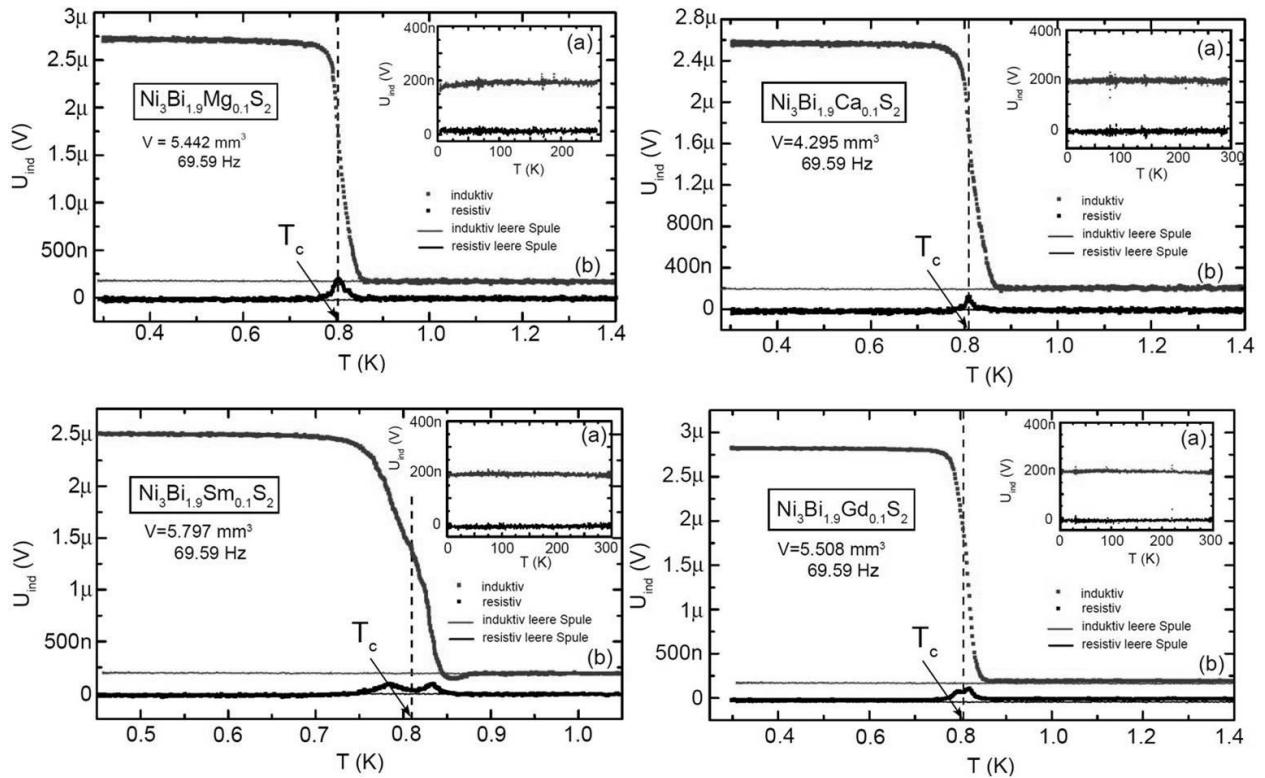 3μ
2.5μ
2μ
1.5μ
1.0μ
500n
0
U_ind (V)
Ni₃Bi₁.₉Mg₀.₁S₂
V = 5.442 mm³
69.59 Hz
400n
200n
0
U_ind (V)
(a)
0 100 200
T (K)
induktiv
resistiv
induktiv leere Spule
resistiv leere Spule
T_c
(b)
0.4 0.6 0.8 1.0 1.2 1.4
T (K)
2.8μ
2.4μ
2μ
1.6μ
1.2μ
800n
400n
0
U_ind (V)
Ni₃Bi₁.₉Ca₀.₁S₂
V=4.295 mm³
69.59 Hz
400n
200n
0
U_ind (V)
(a)
0 100 200 300
T (K)
induktiv
resistiv
induktiv leere Spule
resistiv leere Spule
T_c
(b)
0.4 0.6 0.8 1.0 1.2 1.4
T (K)
2.5μ
2μ
1.5μ
1μ
500n
0
U_ind (V)
Ni₃Bi₁.₉Sm₀.₁S₂
V=5.797 mm³
69.59 Hz
400n
200n
0
U_ind (V)
(a)
0 100 200 300
T (K)
induktiv
resistiv
induktiv leere Spule
resistiv leere Spule
T_c
(b)
0.5 0.6 0.7 0.8 0.9 1.0
T (K)
3μ
2.5μ
2μ
1.5μ
1μ
500n
0
U_ind (V)
Ni₃Bi₁.₉Gd₀.₁S₂
V=5.508 mm³
69.59 Hz
400n
200n
0
U_ind (V)
(a)
0 100 200 300
T (K)
induktiv
resistiv
induktiv leere Spule
resistiv leere Spule
T_c
(b)
0.4 0.6 0.8 1.0 1.2 1.4
T (K)